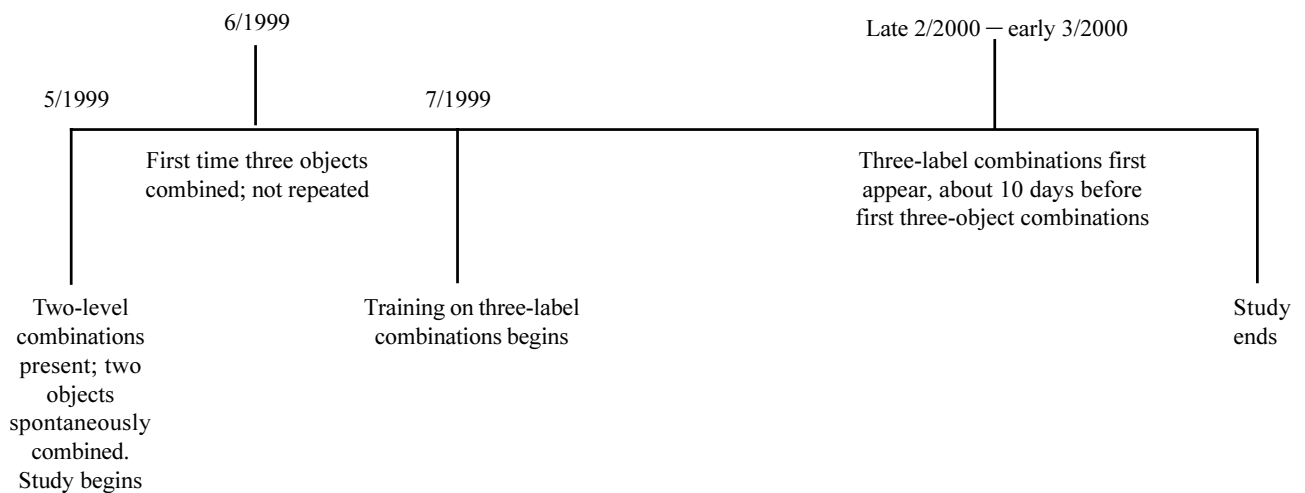 6/1999
Late 2/2000 — early 3/2000
5/1999
7/1999
First time three objects
combined; not repeated
Three-label combinations first
appear, about 10 days before
first three-object combinations
Two-level
combinations
present; two
objects
spontaneously
combined.
Study begins
Training on three-label
combinations begins
Study
ends